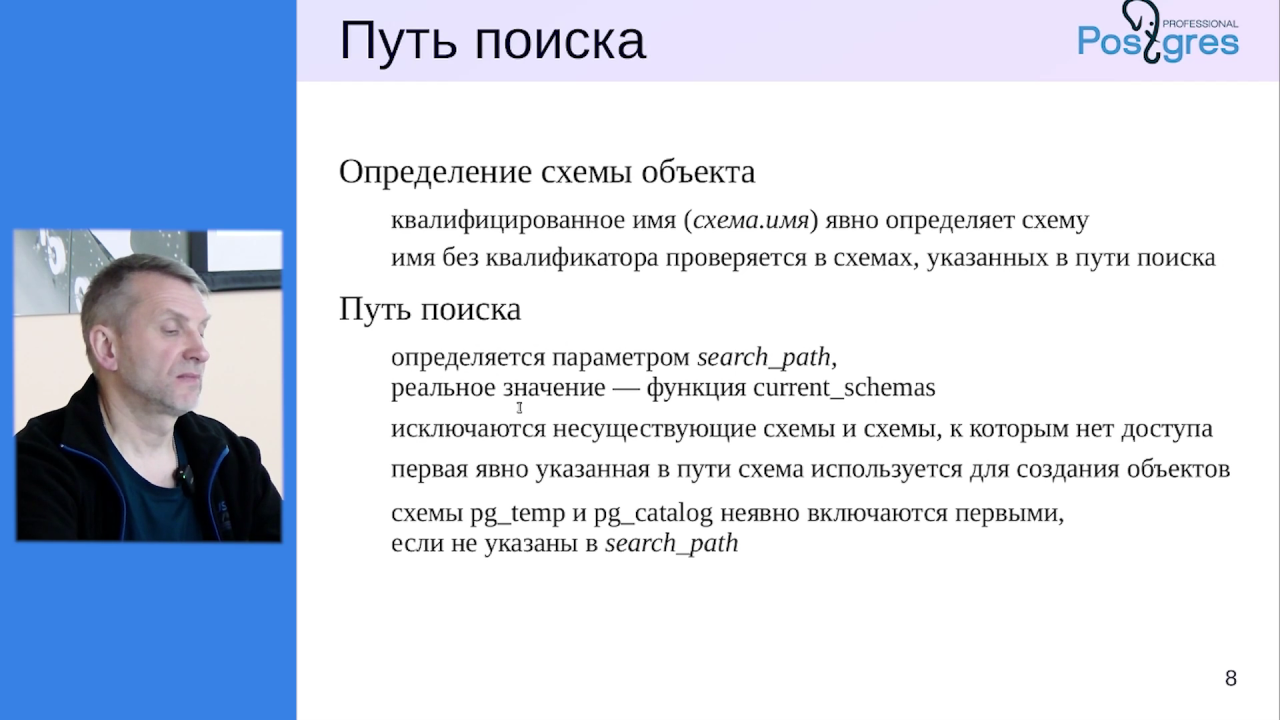 Путь поиска
PROFESSIONAL
Postgres
Определение схемы объекта
квалифицированное имя (схема.имя) явно определяет схему
имя без квалификатора проверяется в схемах, указанных в пути поиска
Путь поиска
определяется параметром search_path,
реальное значение — функция current_schemas
исключаются несуществующие схемы и схемы, к которым нет доступа
первая явно указанная в пути схема используется для создания объектов
схемы pg_temp и pg_catalog неявно включаются первыми,
если не указаны в search_path
8